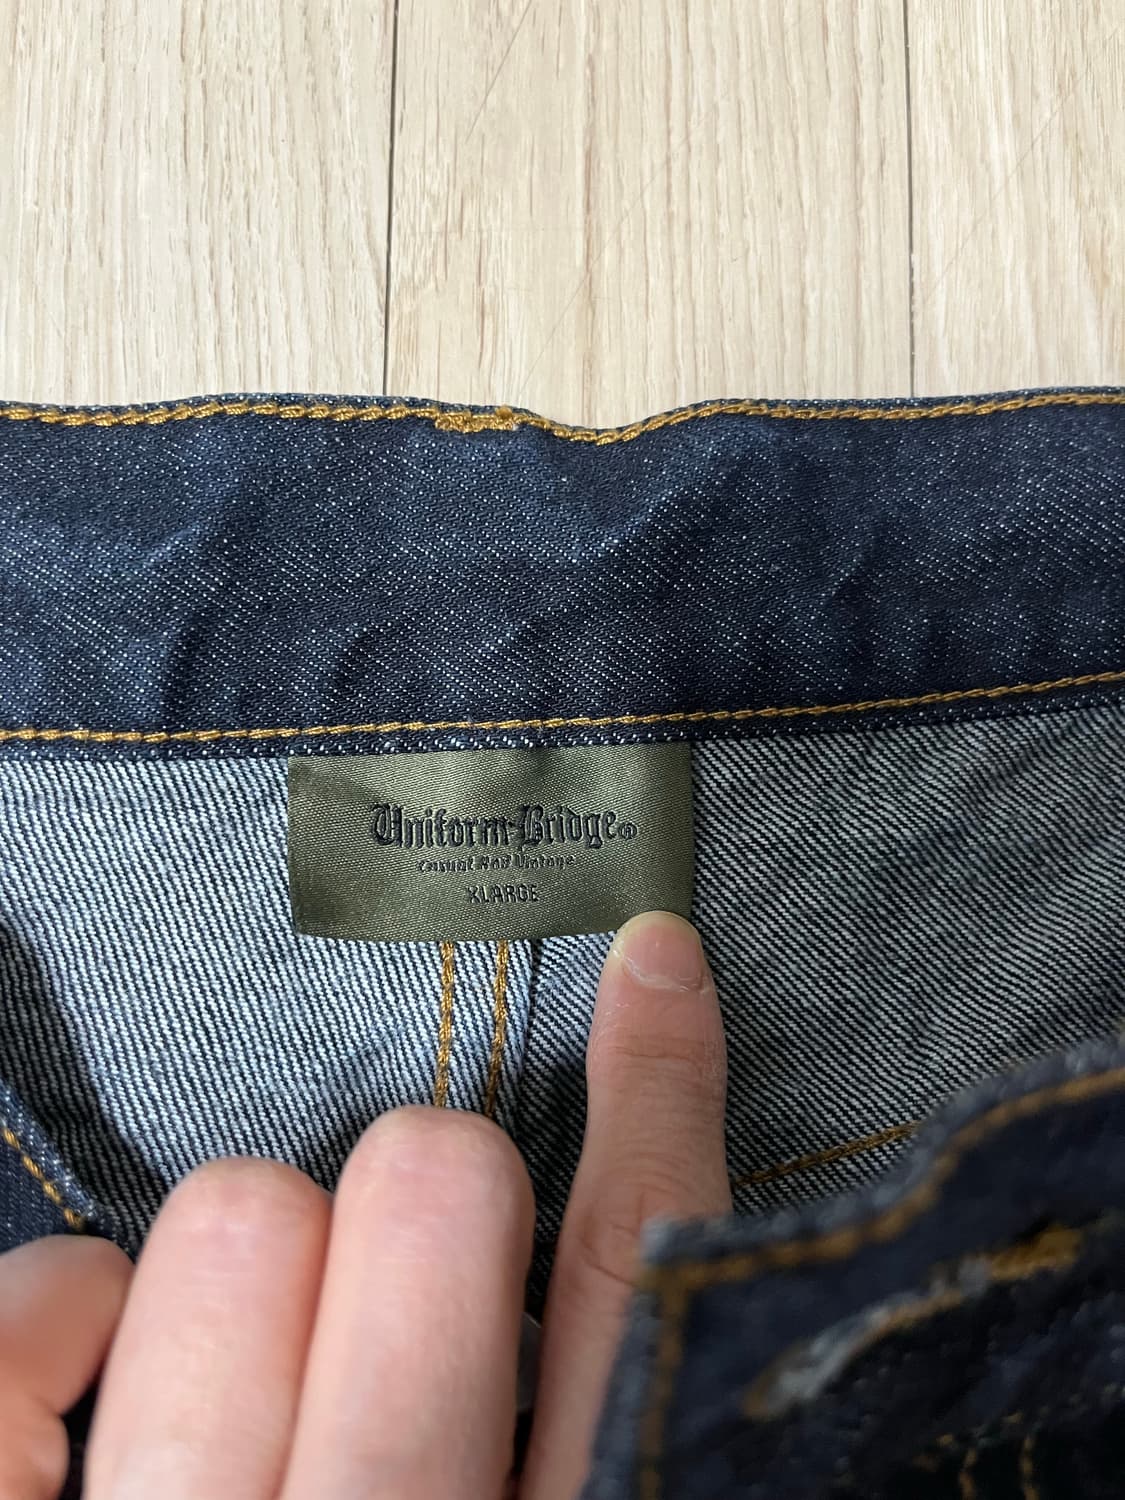 Uniform-Bridge®
Casual And Vintage
XLARGE